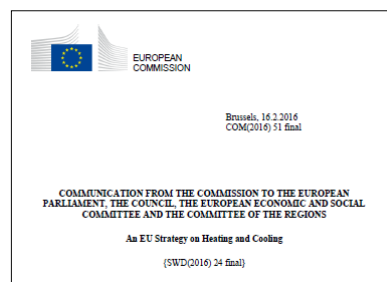 EUROPEAN
COMMISSION
Brussels, 16.2.2016
COM(2016) 51 final
COMMUNICATION FROM THE COMMISSION TO THE EUROPEAN
PARLIAMENT, THE COUNCIL, THE EUROPEAN ECONOMIC AND SOCIAL
COMMITTEE AND THE COMMITTEE OF THE REGIONS
An EU Strategy on Heating and Cooling
{SWD(2016) 24 final}